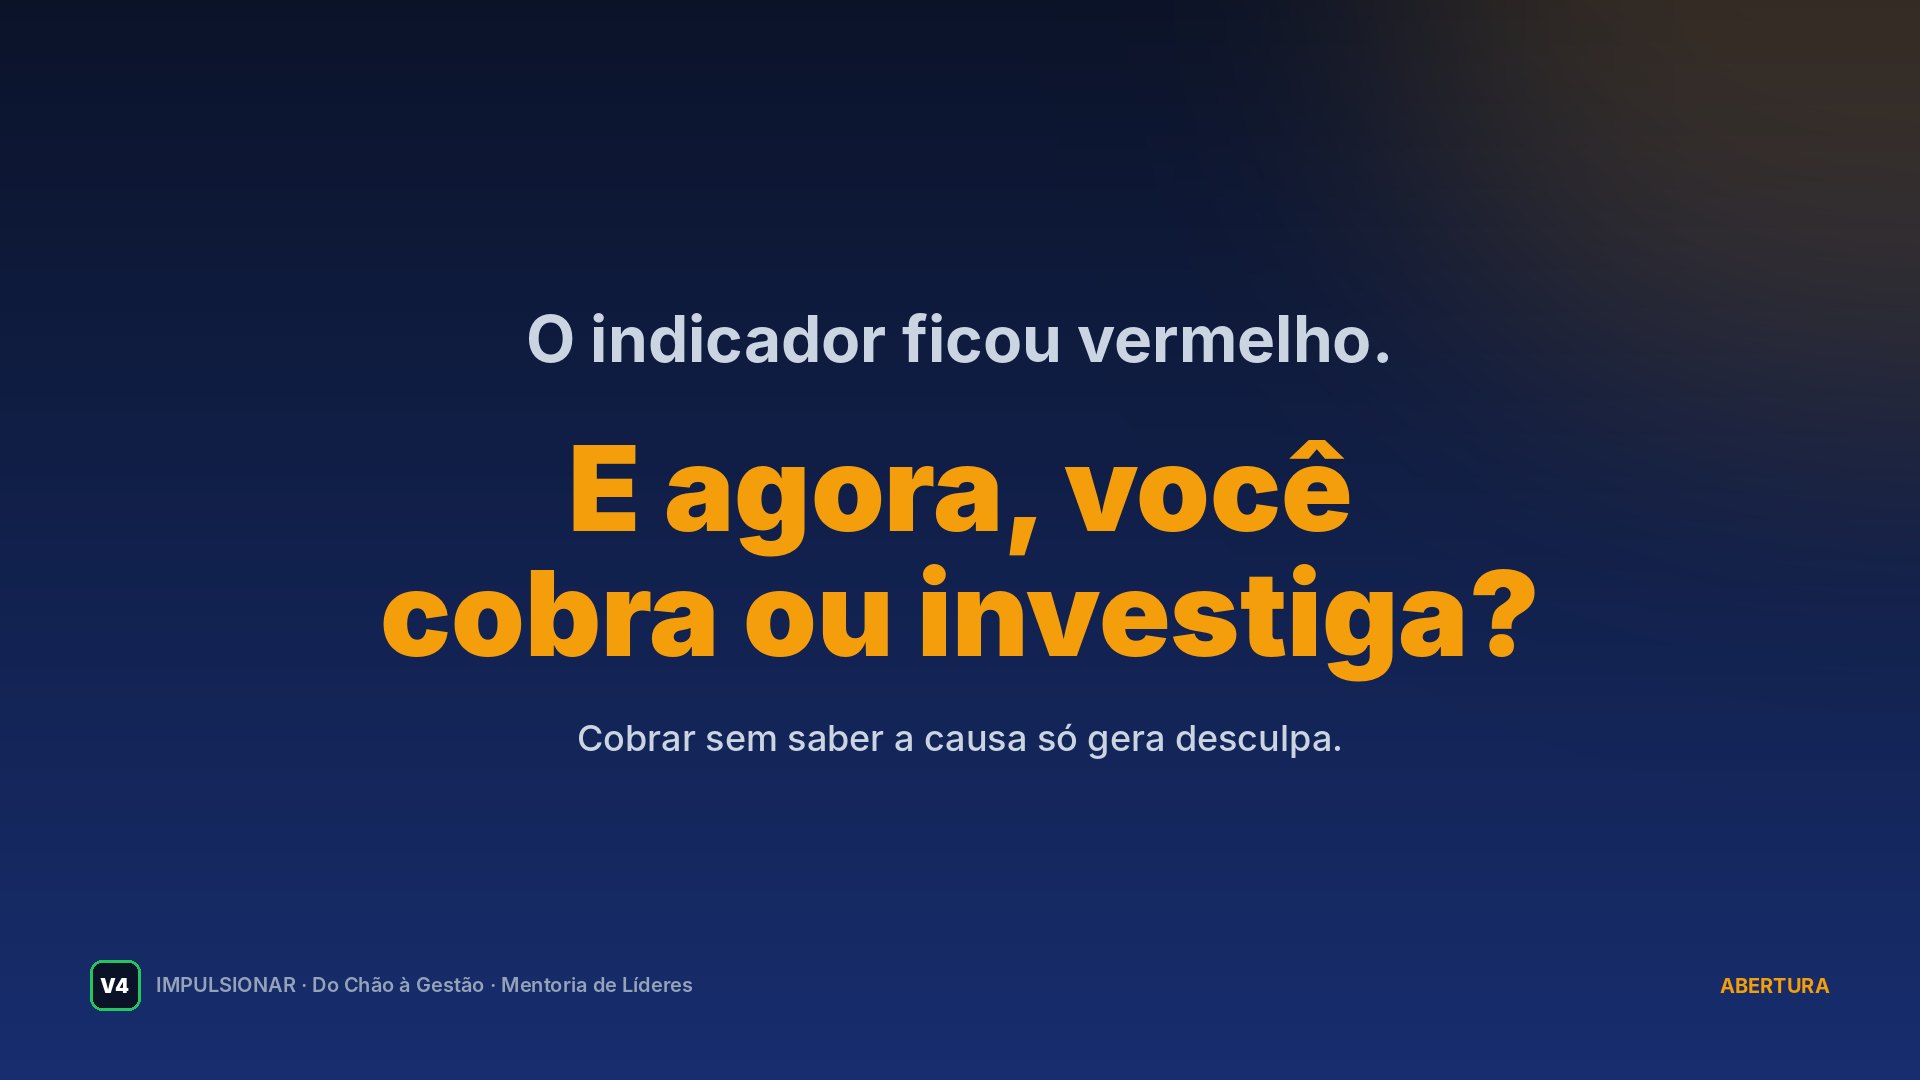 O indicador ficou vermelho.
E agora, você
cobra ou investiga?
Cobrar sem saber a causa só gera desculpa.
V4 IMPULSIONAR · Do Chão à Gestão · Mentoria de Líderes
ABERTURA